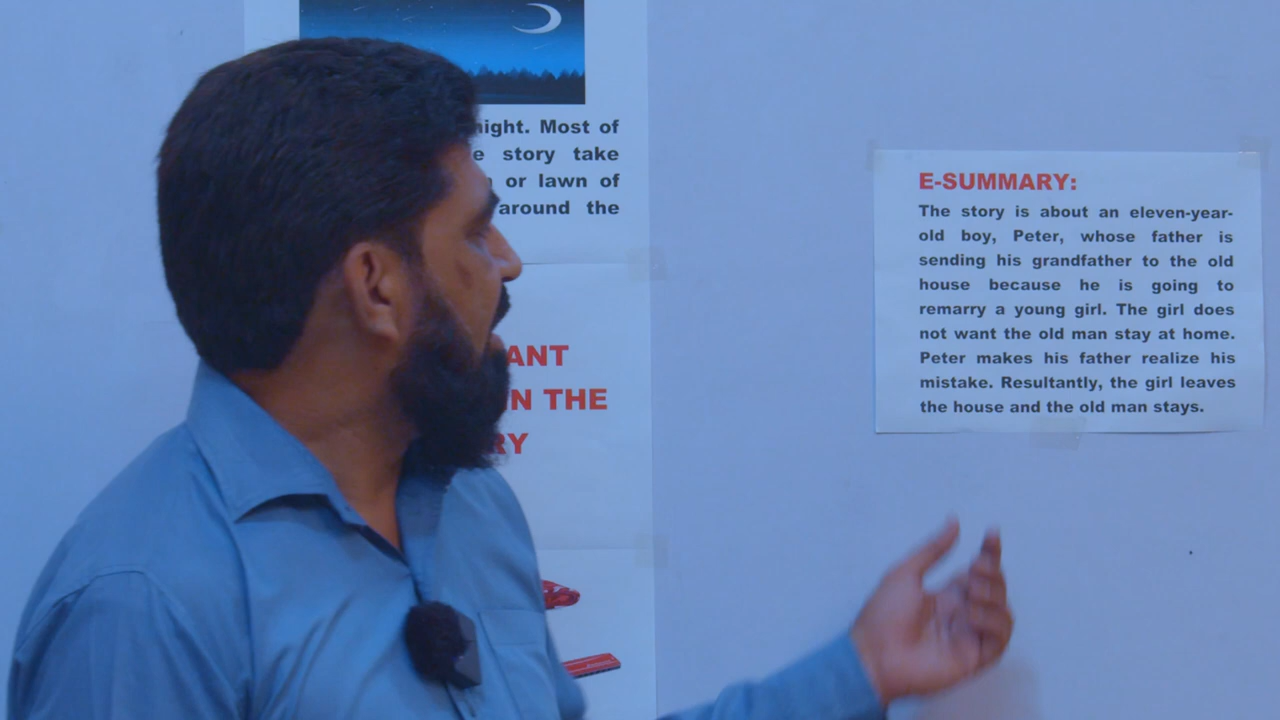 night. Most of
story take
or lawn of
around the
ANT
IN THE
RY
E-SUMMARY:
The story is about an eleven-year-
old boy, Peter, whose father is
sending his grandfather to the old
house because he is going to
remarry a young girl. The girl does
not want the old man stay at home.
Peter makes his father realize his
mistake. Resultantly, the girl leaves
the house and the old man stays.